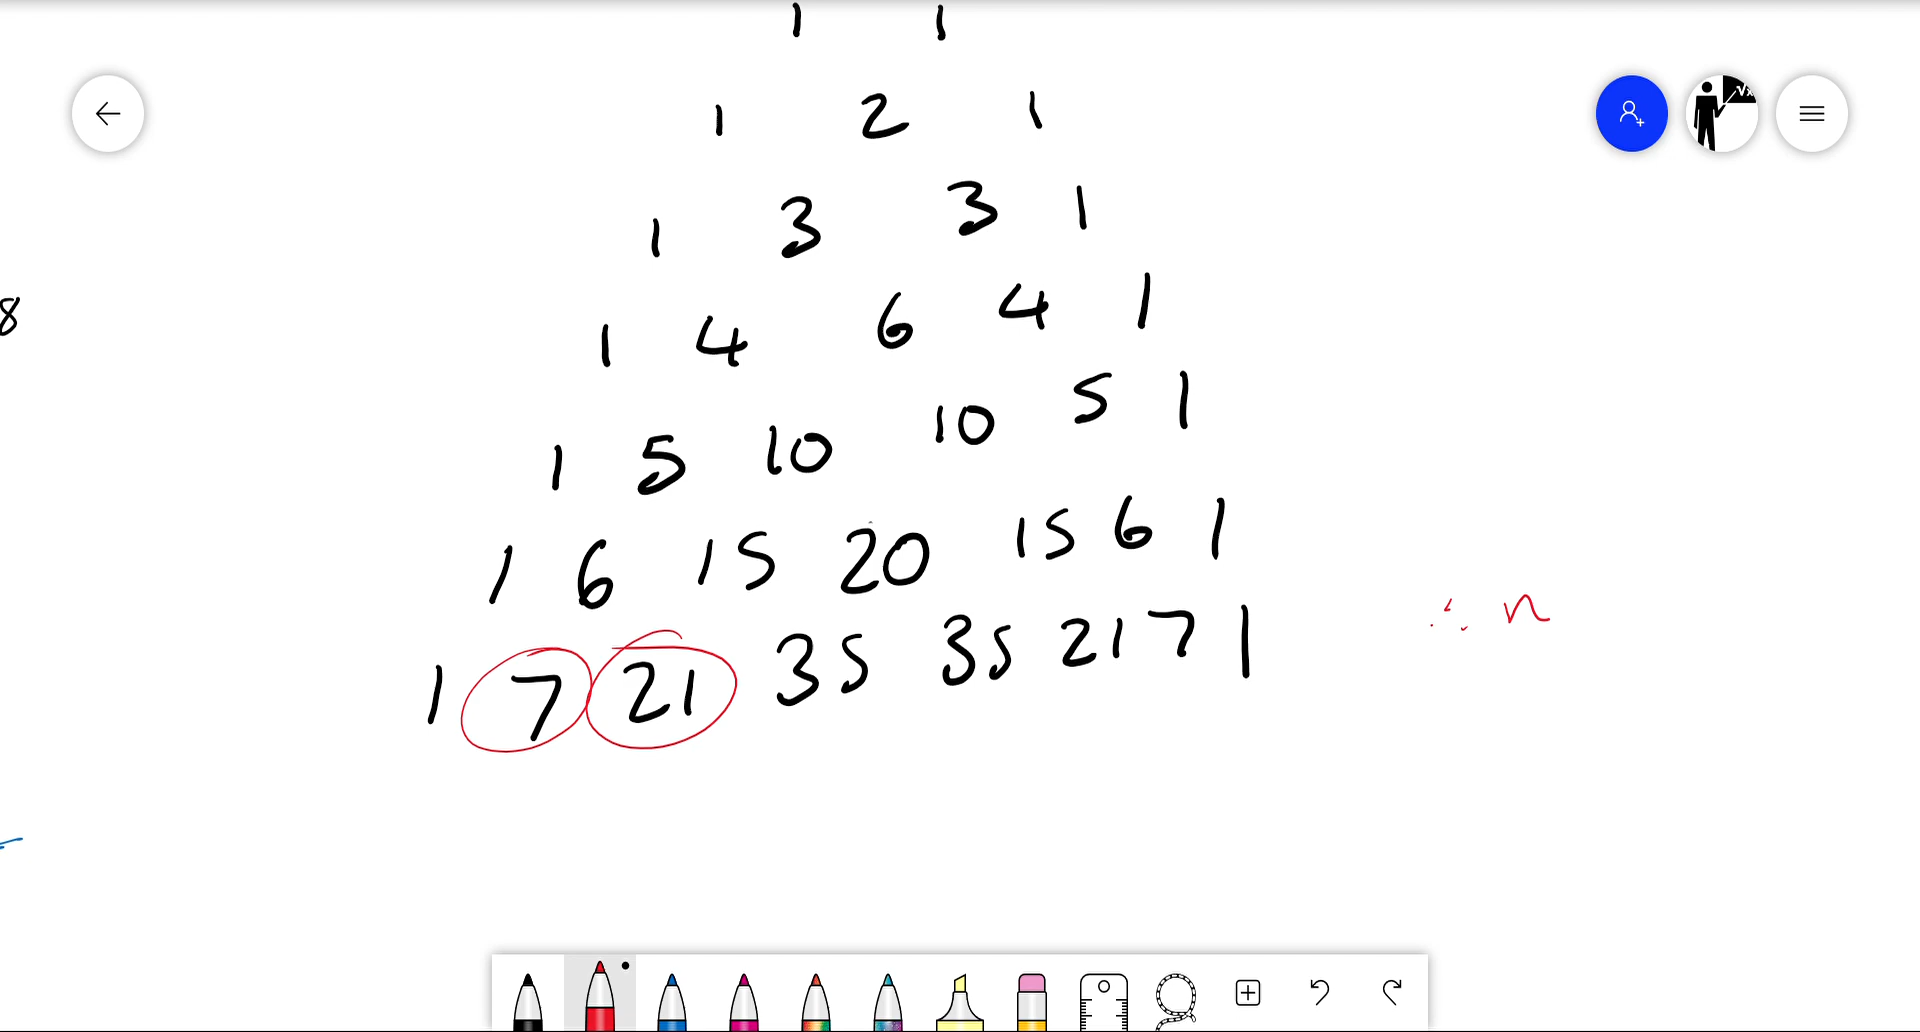 1 1
1 2 1
1 3 3 1
8
1 4 6 4 1
1 5 10 10 5 1
1 6 15 20 15 6 1
∴ n
1 7 21 35 35 21 7 1